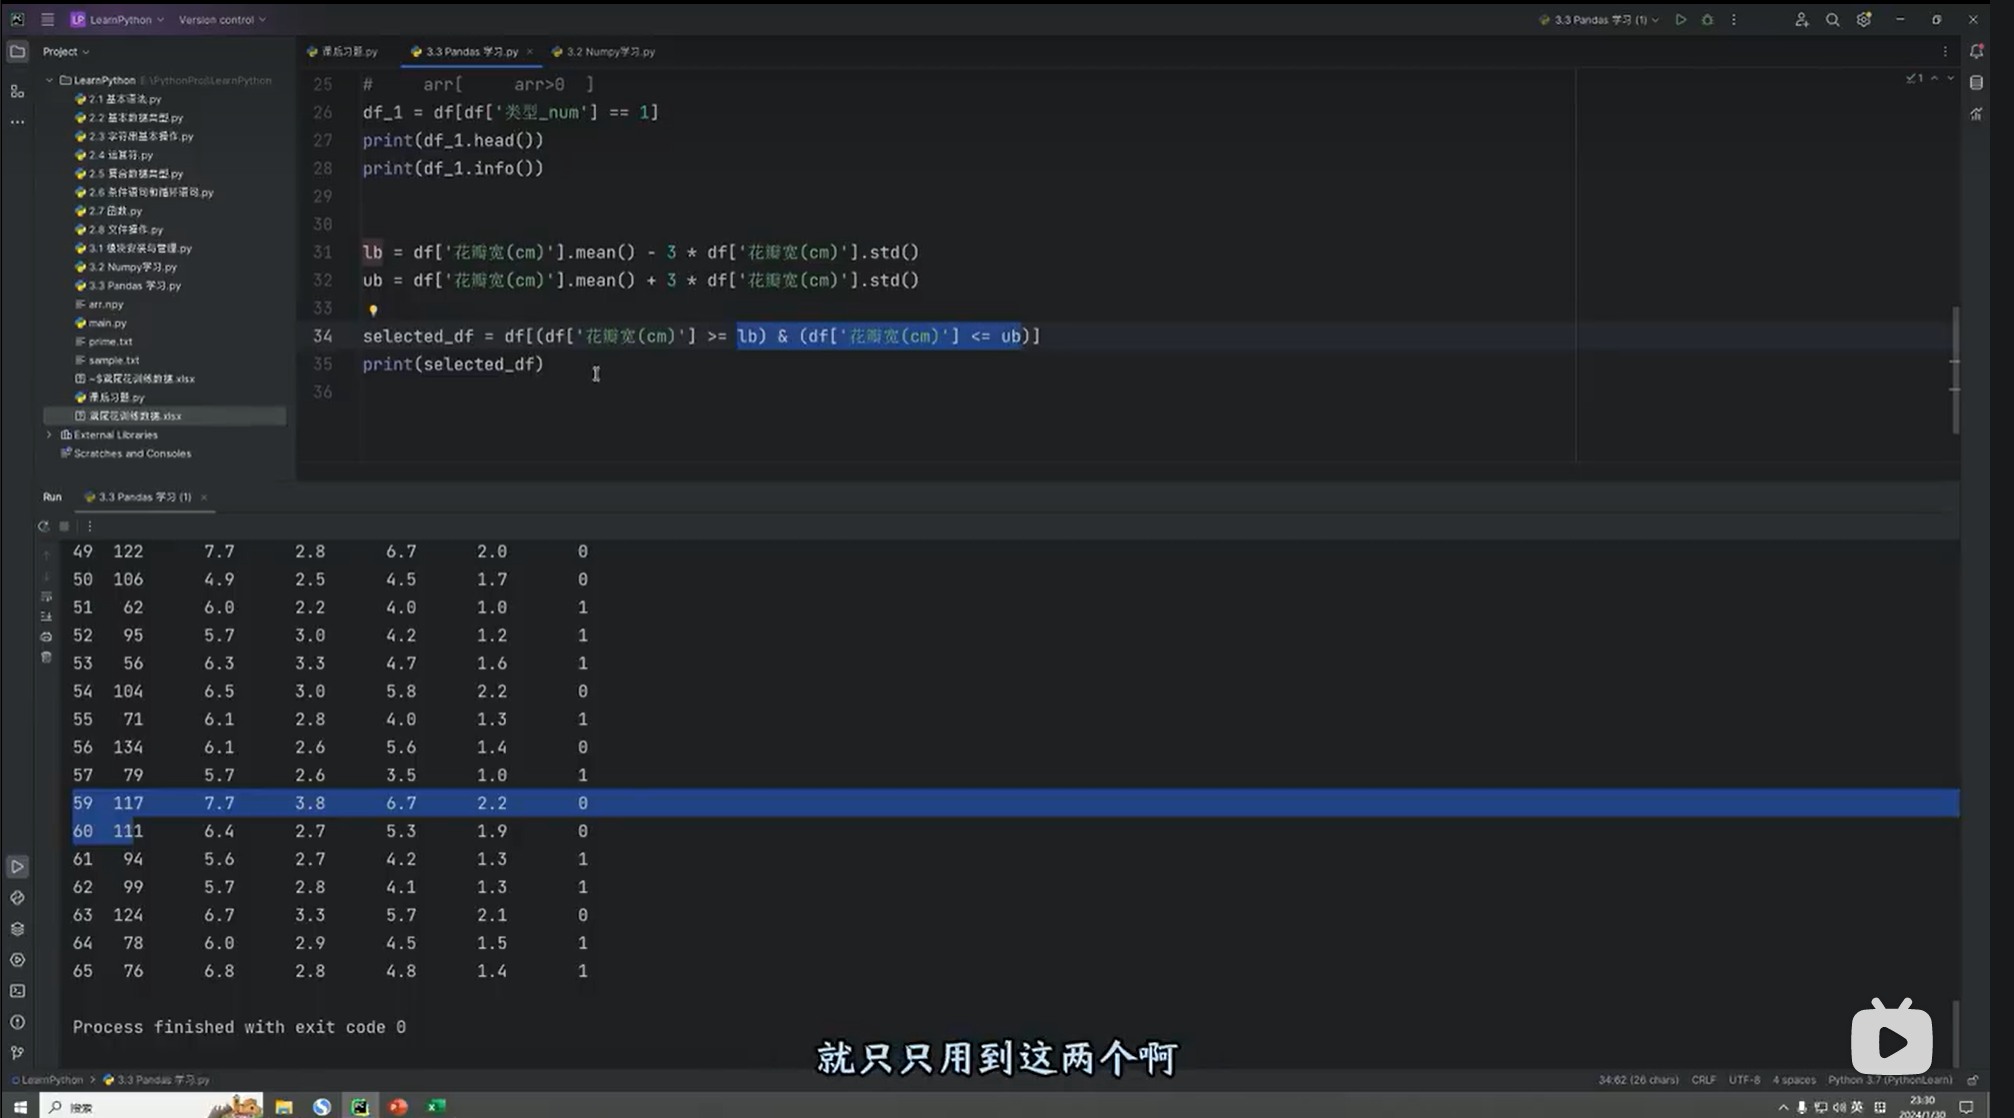 LP LearnPython Version control 3.3 Pandas 学习 (1)
Project
课后习题.py 3.3 Pandas 学习.py 3.2 Numpy学习.py
LearnPython E:\PythonPro\LearnPython
2.1 基本语法.py
2.2 基本数据类型.py
2.3 字符串基本操作.py
2.4 运算符.py
2.5 复合数据类型.py
2.6 条件语句和循环语句.py
2.7 函数.py
2.8 文件操作.py
3.1 模块安装与管理.py
3.2 Numpy学习.py
3.3 Pandas 学习.py
arr.npy
main.py
prime.txt
sample.txt
~$鸢尾花训练数据.xlsx
课后习题.py
鸢尾花训练数据.xlsx
External Libraries
Scratches and Consoles
1
25 # arr[ arr>0 ]
26 df_1 = df[df['类型_num'] == 1]
27 print(df_1.head())
28 print(df_1.info())
29
30
31 lb = df['花瓣宽(cm)'].mean() - 3 * df['花瓣宽(cm)'].std()
32 ub = df['花瓣宽(cm)'].mean() + 3 * df['花瓣宽(cm)'].std()
33
34 selected_df = df[(df['花瓣宽(cm)'] >= lb) & (df['花瓣宽(cm)'] <= ub)]
35 print(selected_df)
36
Run 3.3 Pandas 学习 (1)
49 122 7.7 2.8 6.7 2.0 0
50 106 4.9 2.5 4.5 1.7 0
51 62 6.0 2.2 4.0 1.0 1
52 95 5.7 3.0 4.2 1.2 1
53 56 6.3 3.3 4.7 1.6 1
54 104 6.5 3.0 5.8 2.2 0
55 71 6.1 2.8 4.0 1.3 1
56 134 6.1 2.6 5.6 1.4 0
57 79 5.7 2.6 3.5 1.0 1
59 117 7.7 3.8 6.7 2.2 0
60 111 6.4 2.7 5.3 1.9 0
61 94 5.6 2.7 4.2 1.3 1
62 99 5.7 2.8 4.1 1.3 1
63 124 6.7 3.3 5.7 2.1 0
64 78 6.0 2.9 4.5 1.5 1
65 76 6.8 2.8 4.8 1.4 1
Process finished with exit code 0
就只只用到这两个啊
LearnPython > 3.3 Pandas 学习.py
34:62 (26 chars) CRLF UTF-8 4 spaces Python 3.7 (PythonLearn)
搜索
英
23:30
2024/1/30